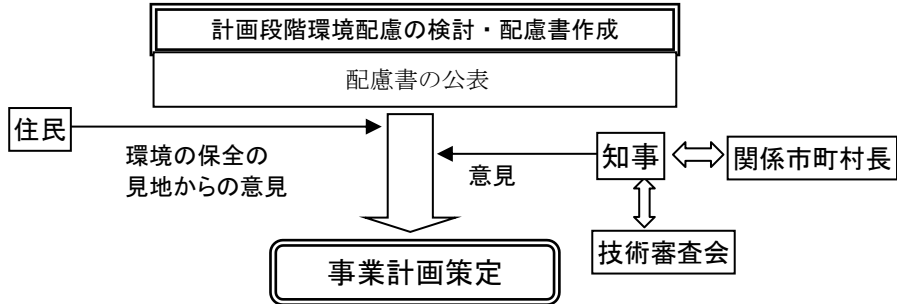 計画段階環境配慮の検討・配慮書作成
配慮書の公表
住民
環境の保全の
見地からの意見
意見
知事
関係市町村長
技術審査会
事業計画策定